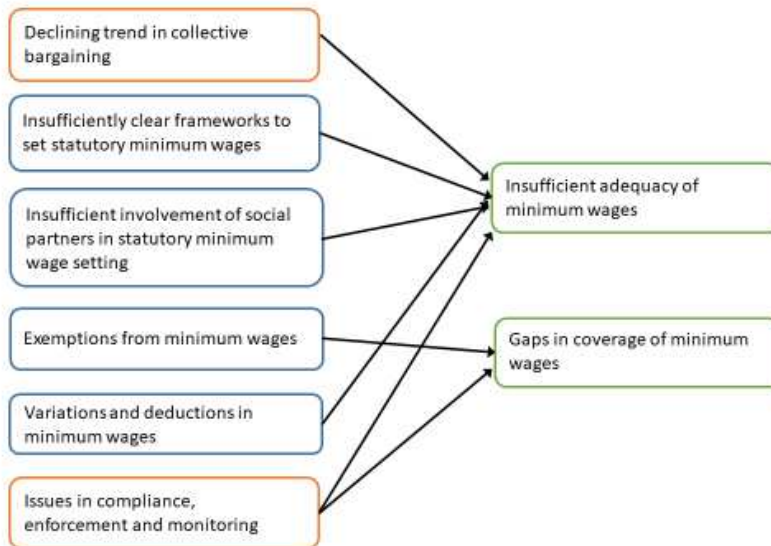 Declining trend in collective
bargaining
Insufficiently clear frameworks to
set statutory minimum wages
Insufficient involvement of social
partners in statutory minimum
wage setting
Exemptions from minimum wages
Variations and deductions in
minimum wages
Issues in compliance,
enforcement and monitoring
Insufficient adequacy of
minimum wages
Gaps in coverage of minimum
wages